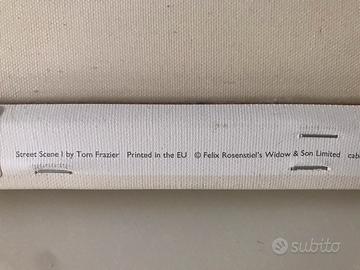 Street Scene I by Tom Frazier Printed in the EU © Felix Rosenstiel's Widow & Son Limited
subito